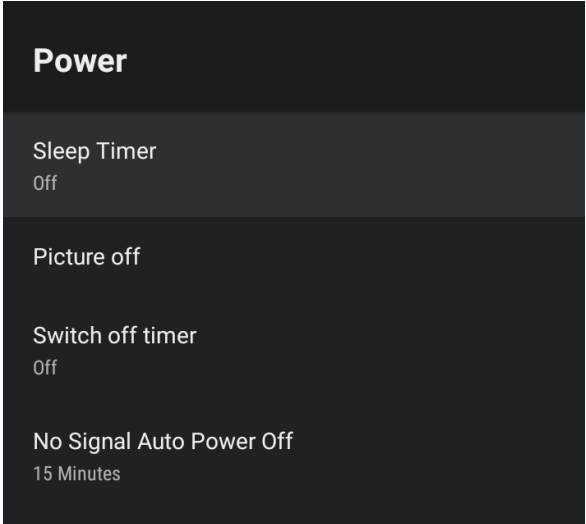 Power
Sleep Timer
Off
Picture off
Switch off timer
Off
No Signal Auto Power Off
15 Minutes